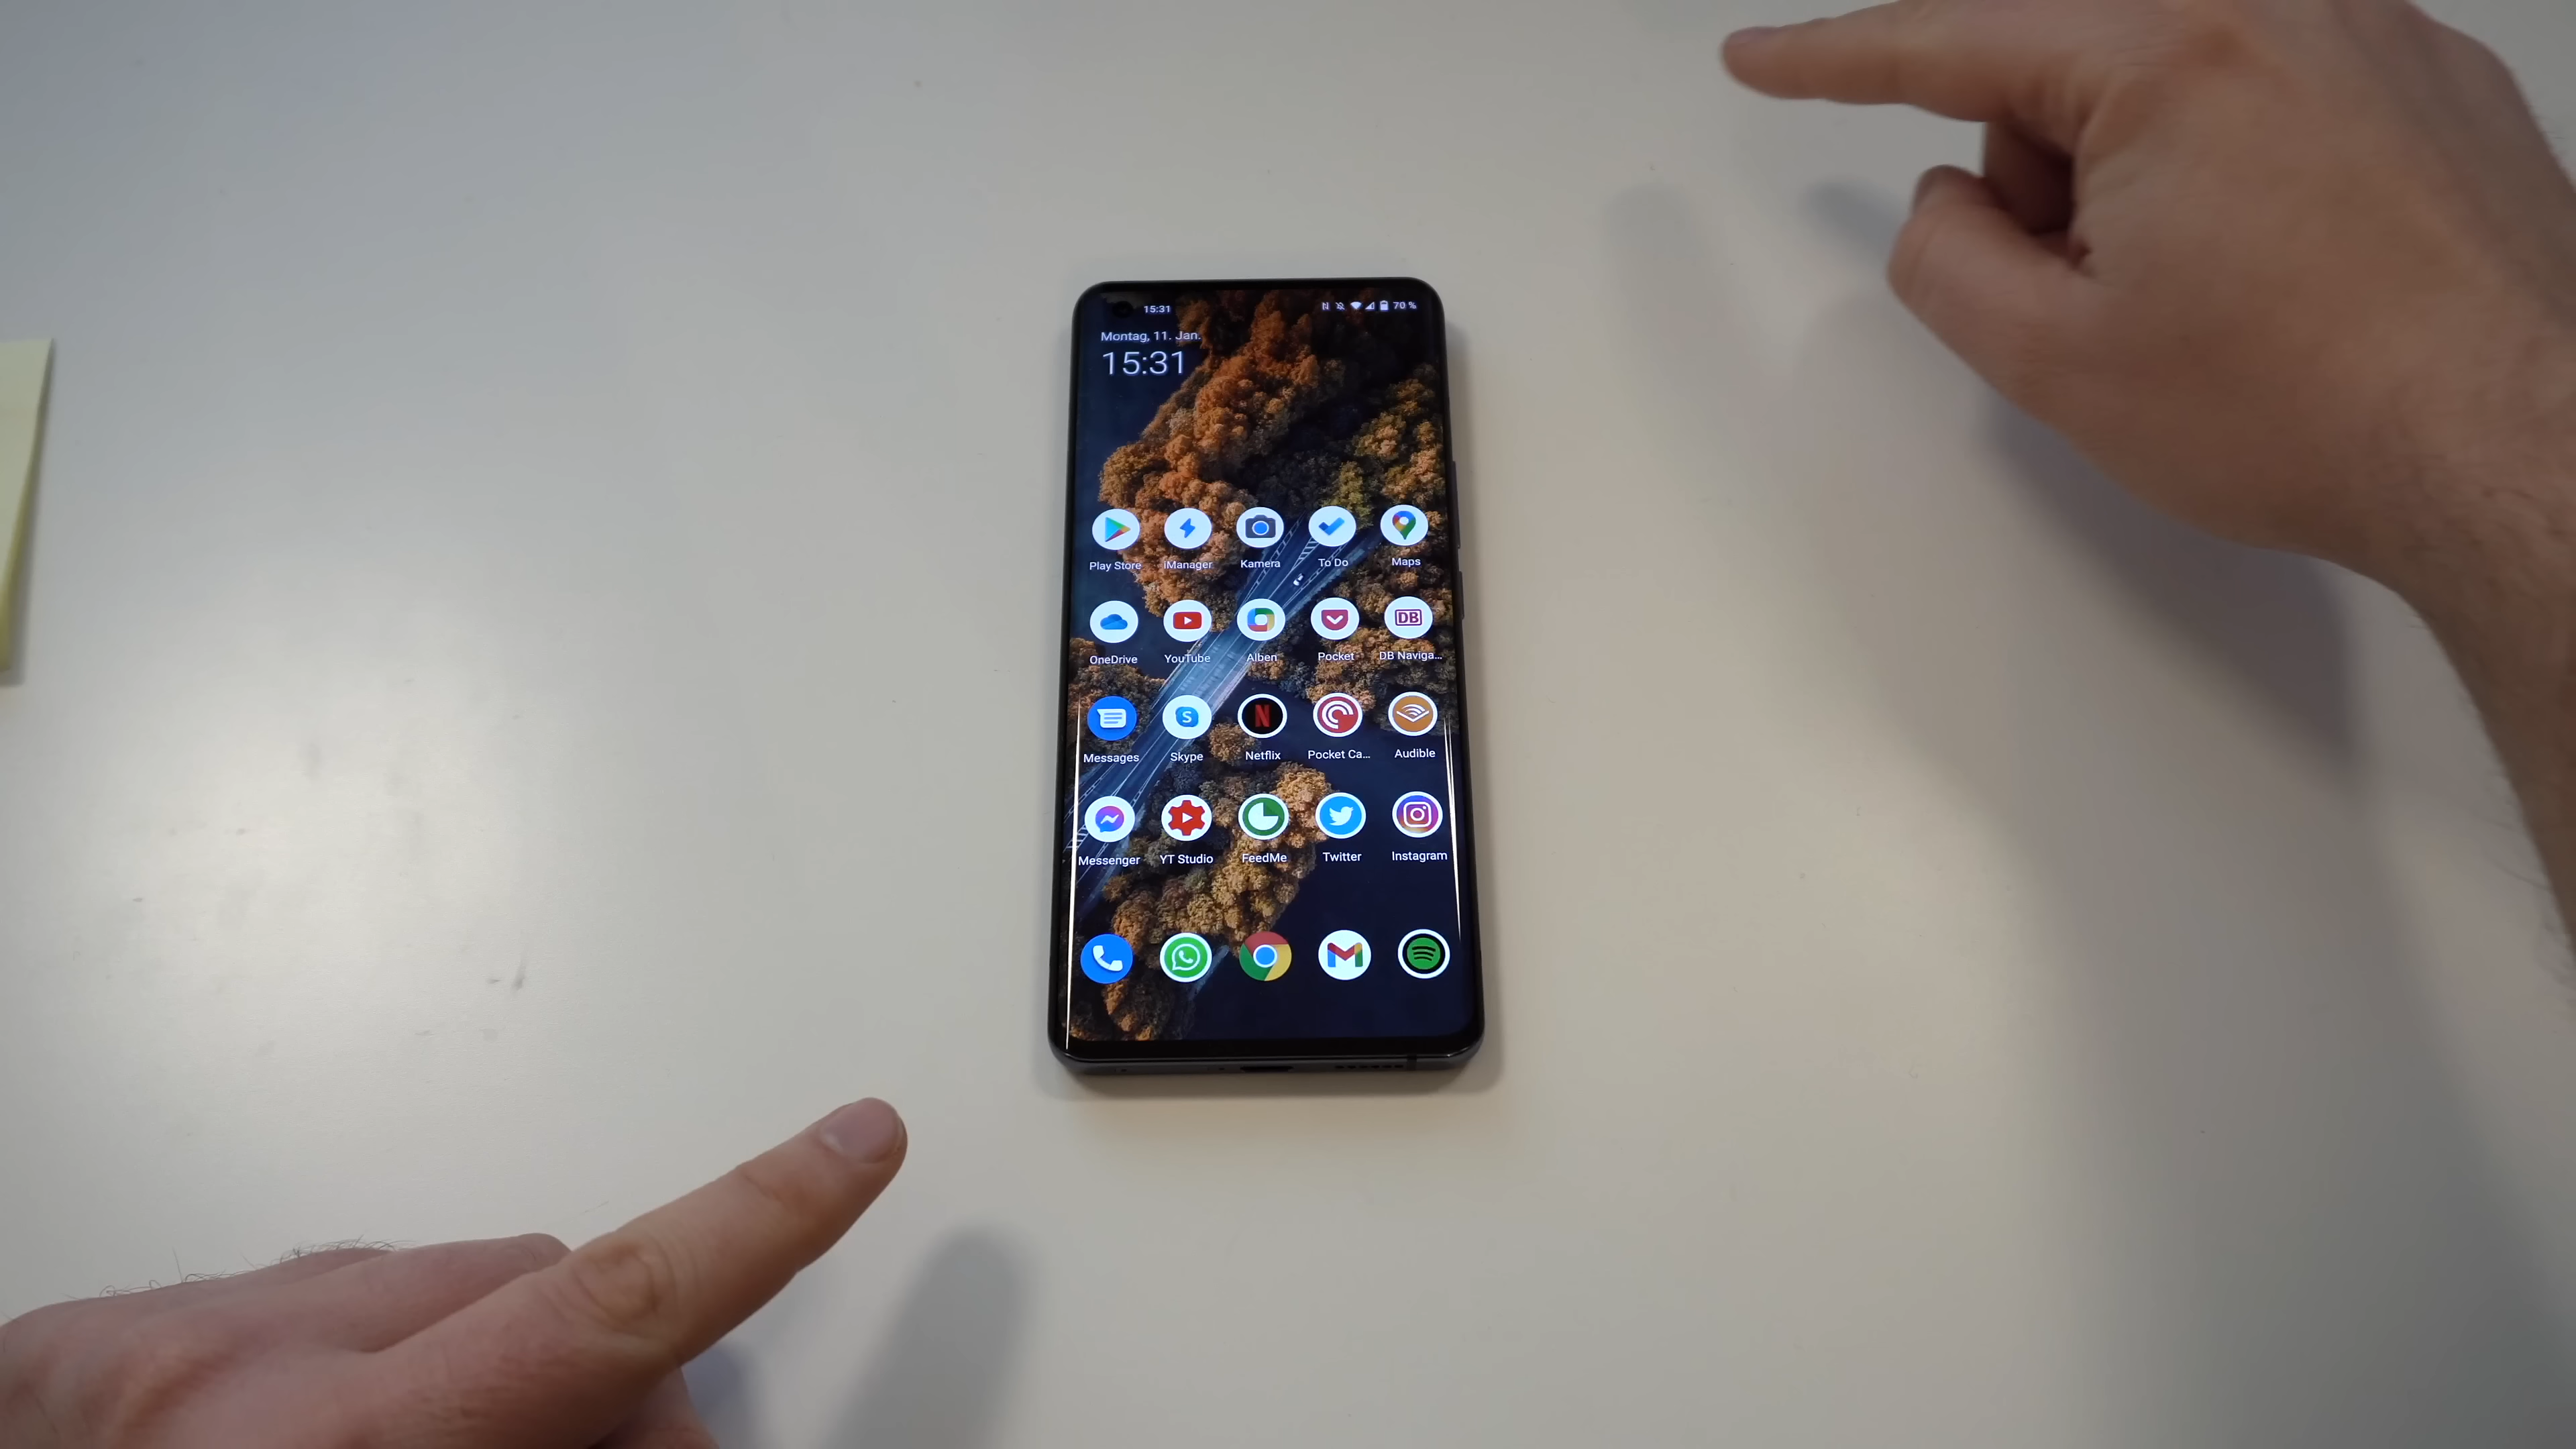 15:31 70 %
Montag, 11. Jan.
15:31
Play Store iManager Kamera To Do Maps
DB
OneDrive YouTube Alben Pocket DB Naviga...
S N
Messages Skype Netflix Pocket Ca... Audible
Messenger YT Studio FeedMe Twitter Instagram